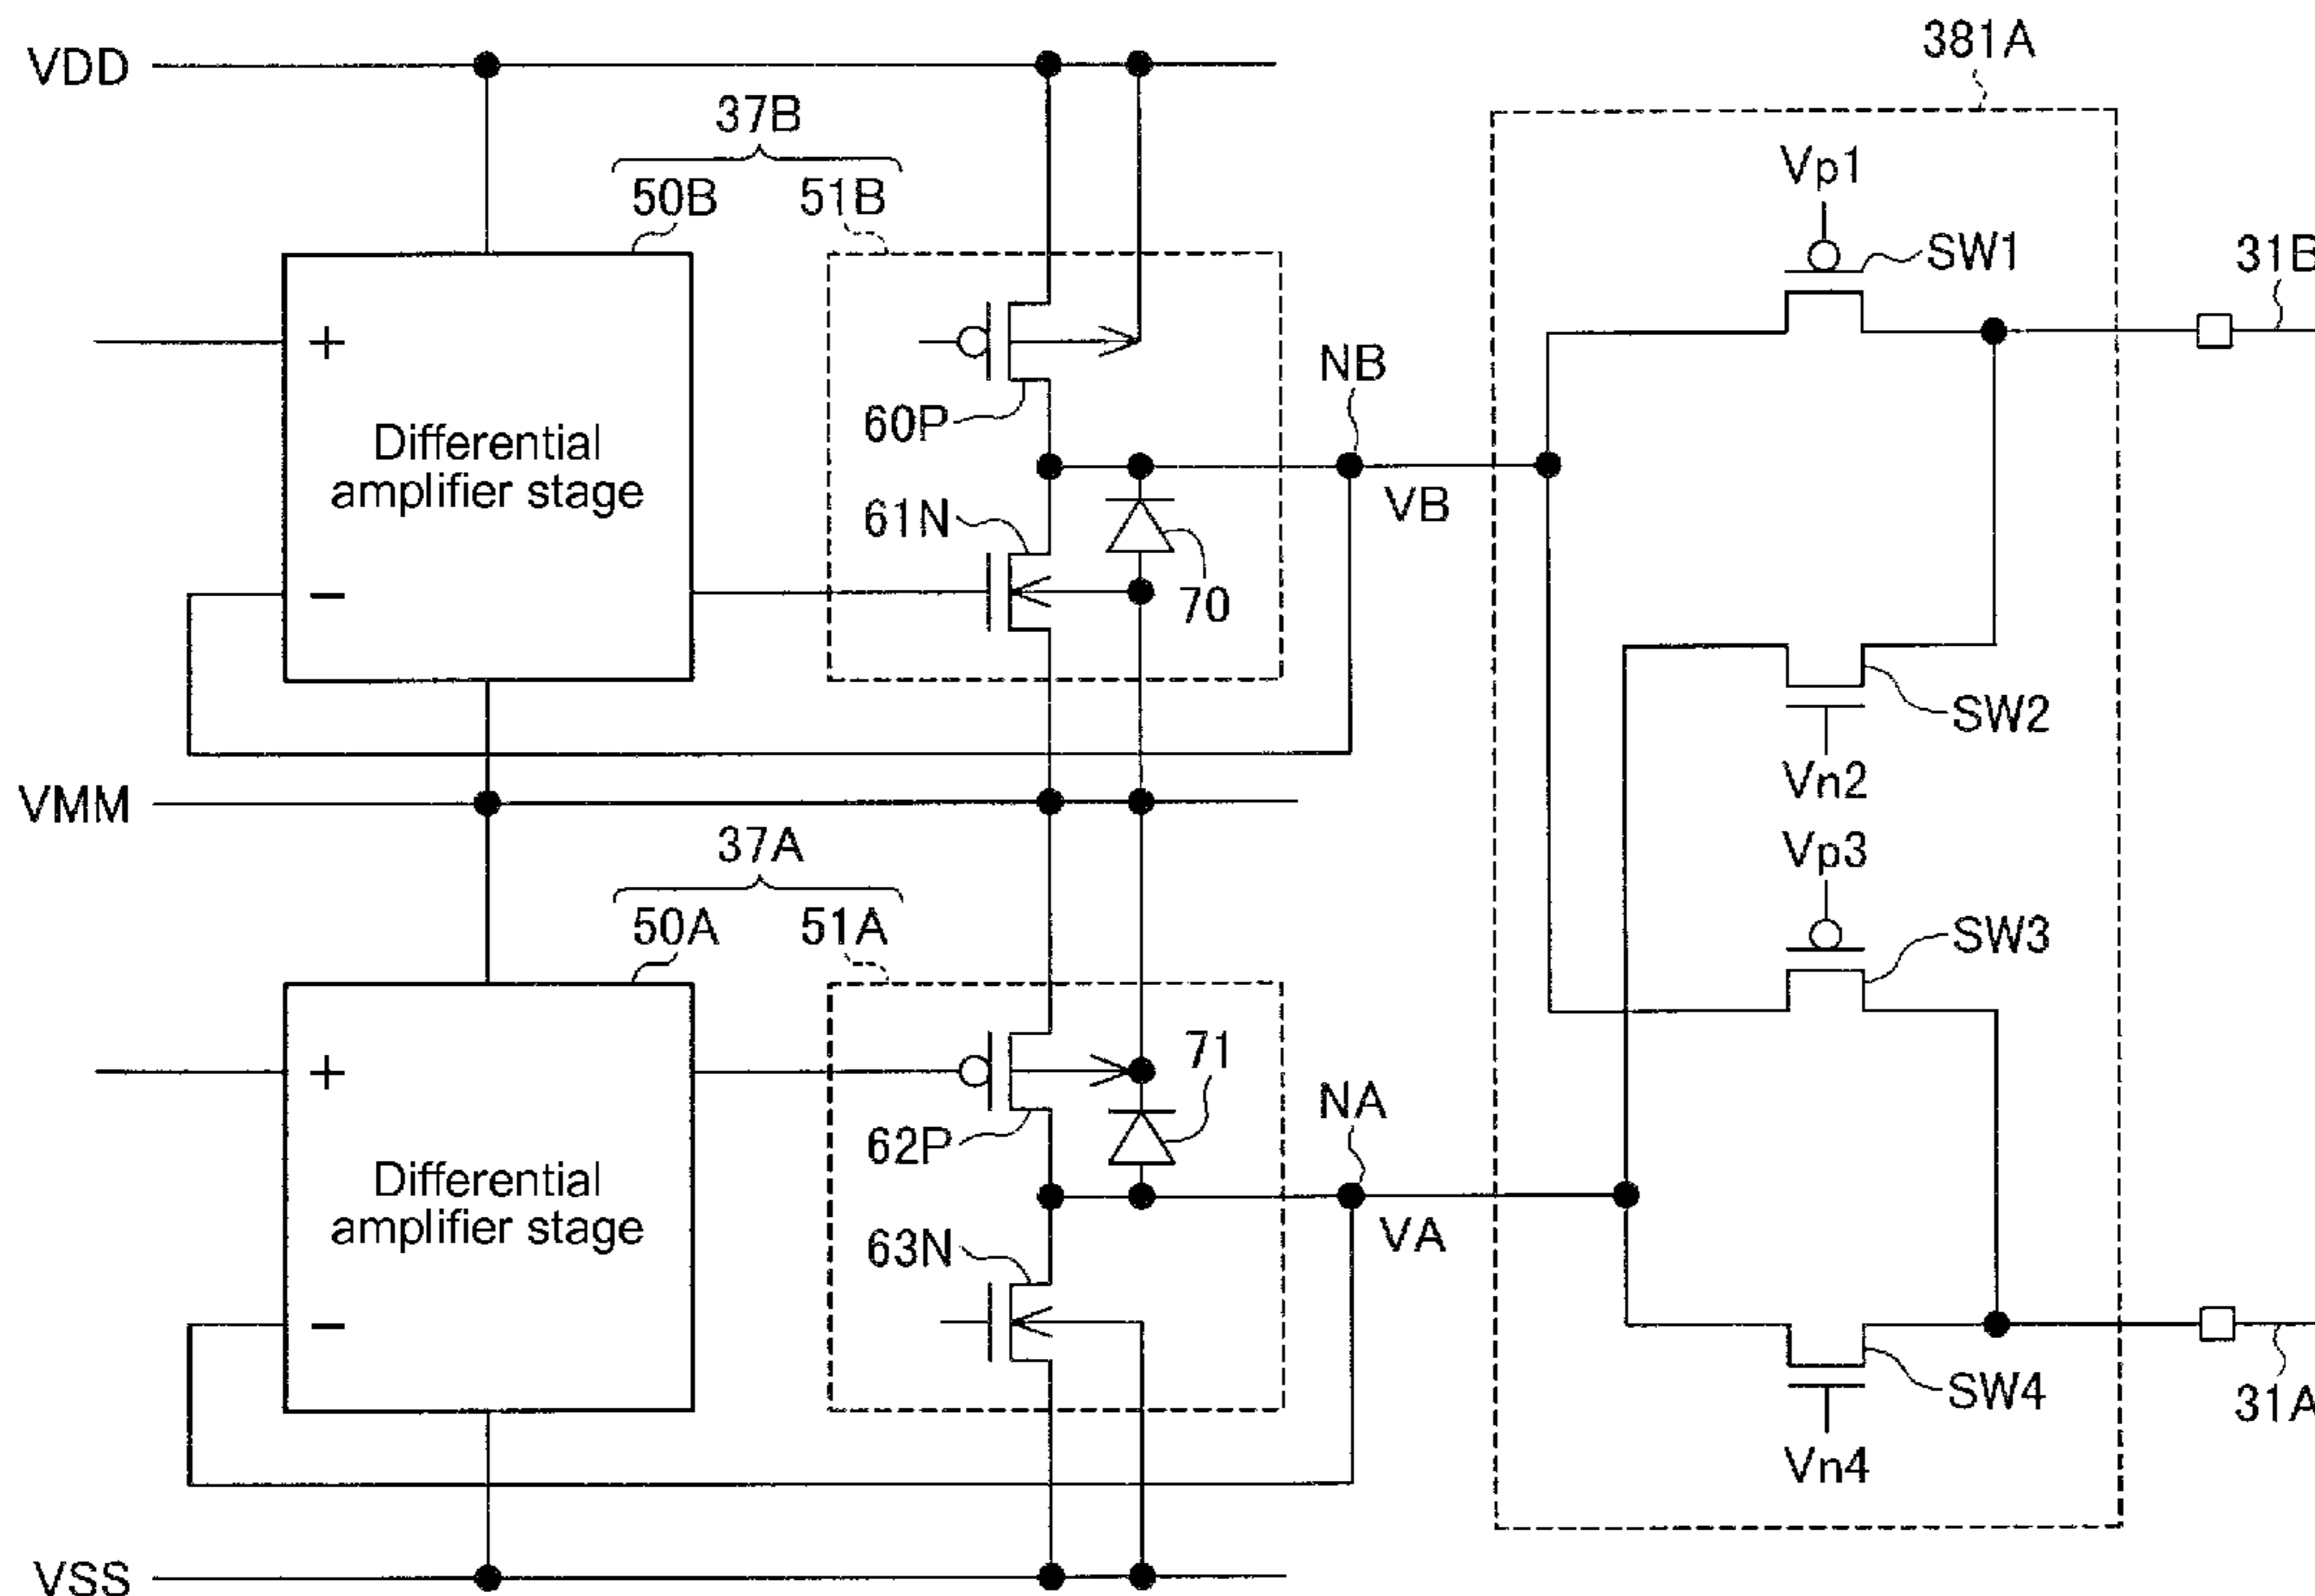 VDD
381A
37B
50B
51B
Vp1
SW1
31B
+
NB
60P
Differential
amplifier stage
VB
61N
70
−
SW2
Vn2
VMM
37A
Vp3
50A
51A
SW3
+
71
NA
62P
Differential
amplifier stage
VA
63N
−
SW4
31A
Vn4
VSS